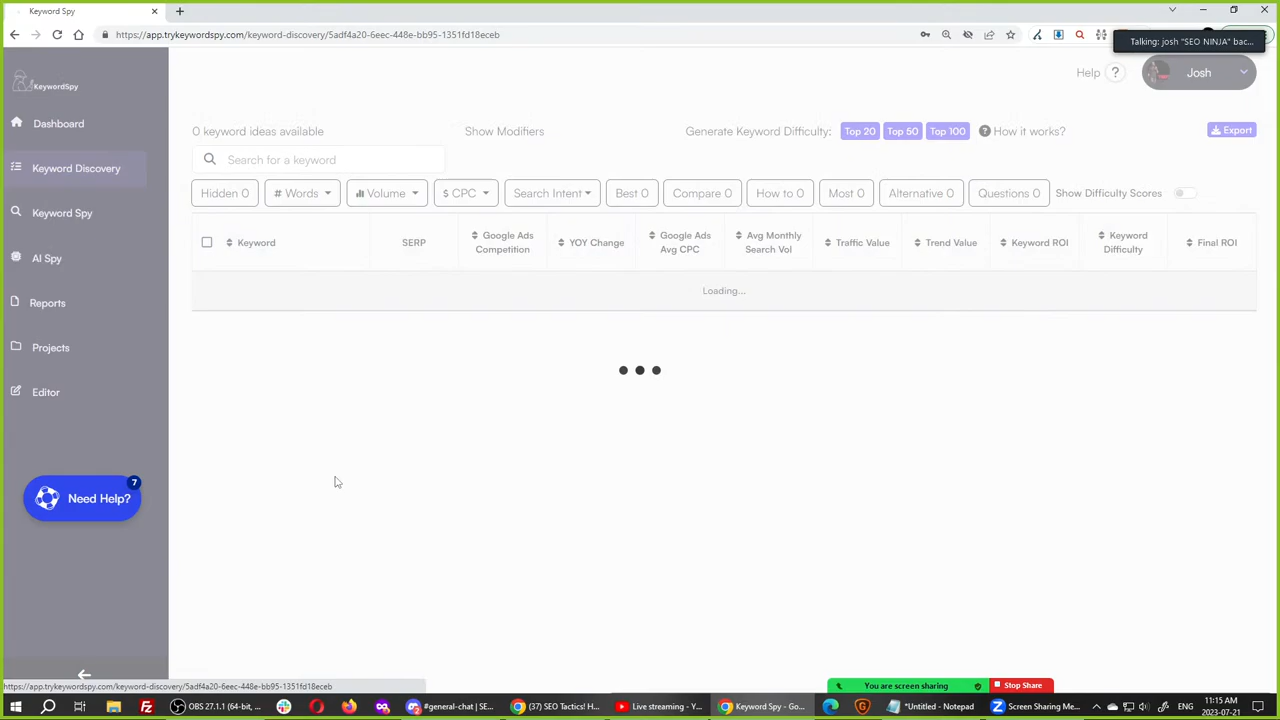 Keyword Spy
https://app.trykeywordspy.com/keyword-discovery/5adf4a20-6eec-448e-bb95-1351fd18eceb
Talking: josh "SEO NINJA" bac...
KeywordSpy
Help ?
Josh
Dashboard
Keyword Discovery
Keyword Spy
AI Spy
Reports
Projects
Editor
Need Help?
7
0 keyword ideas available
Show Modifiers
Generate Keyword Difficulty: Top 20 Top 50 Top 100 ? How it works?
Export
Search for a keyword
Hidden 0 # Words Volume $ CPC Search Intent Best 0 Compare 0 How to 0 Most 0 Alternative 0 Questions 0 Show Difficulty Scores
Keyword
SERP
Google Ads
Competition
YOY Change
Google Ads
Avg CPC
Avg Monthly
Search Vol
Traffic Value
Trend Value
Keyword ROI
Keyword
Difficulty
Final ROI
Loading...
https://app.trykeywordspy.com/keyword-discovery/5adf4a20-6eec-448e-bb95-1351fd18eceb
You are screen sharing
Stop Share
OBS 27.1.1 (64-bit, ...
#general-chat | SE...
(37) SEO Tactics! H...
Live streaming - Y...
Keyword Spy - Go...
*Untitled - Notepad
Screen Sharing Me...
Screen
11:15 AM
2023-07-21